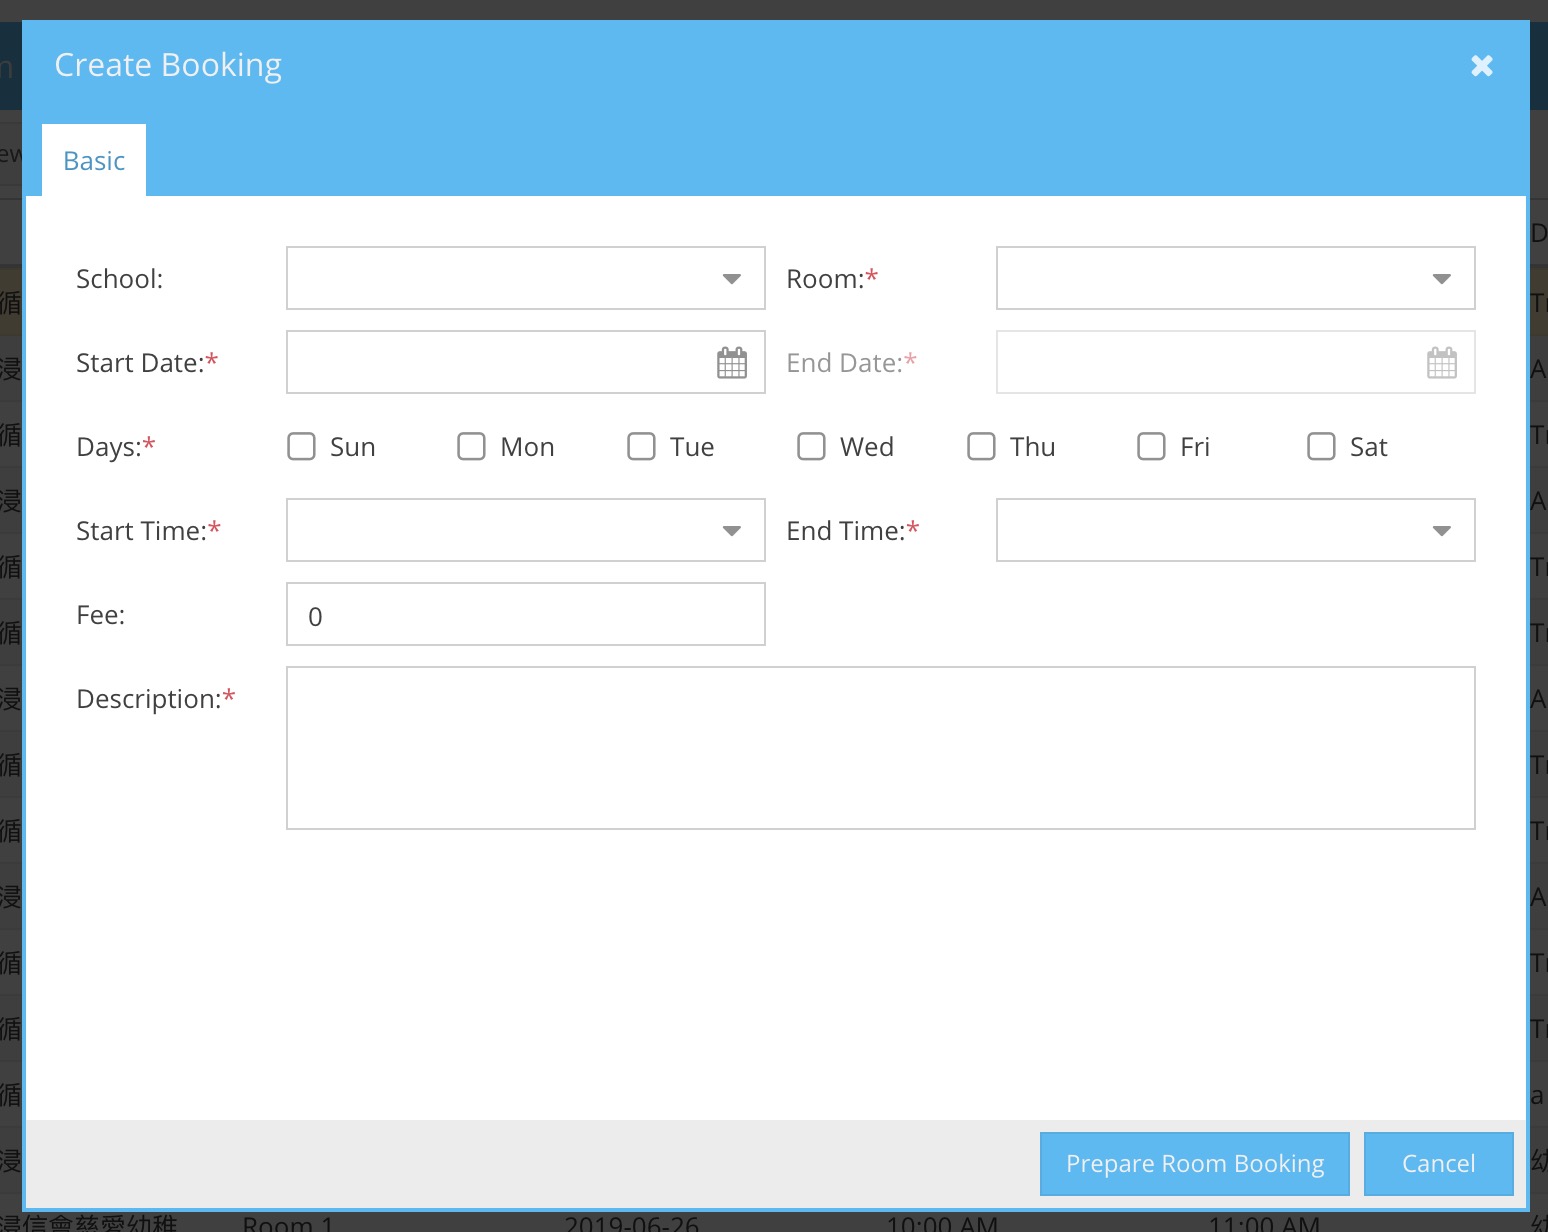 Create Booking
Basic
School:
Room:*
Start Date:*
End Date:*
Days:*
Sun
Mon
Tue
Wed
Thu
Fri
Sat
Start Time:*
End Time:*
Fee:
0
Description:*
Prepare Room Booking
Cancel
浸信會慈愛幼稚
Room 1
2019-06-26
10:00 AM
11:00 AM